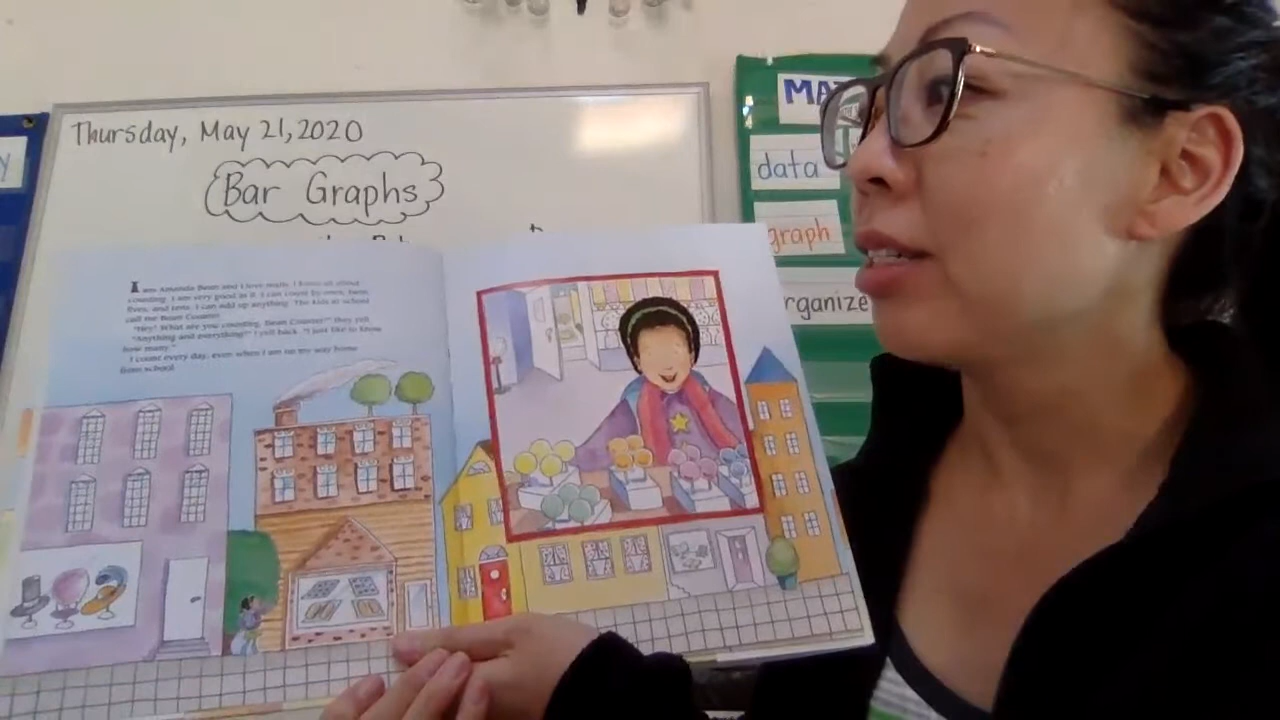 Thursday, May 21, 2020
Bar Graphs
MA
data
graph
organize
y
I am Amanda Bean and I love math. I know all about
counting. I am very good at it. I can count by ones, twos,
fives, and tens. I can add up anything. The kids at school
call me Bean Counter.
"Hey! What are you counting, Bean Counter?" they yell.
"Anything and everything!" I yell back. "I just like to know
how many."
I count every day, even when I am on my way home
from school.